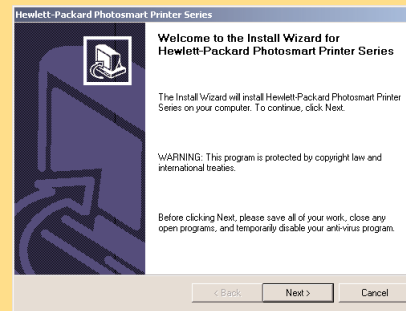 Hewlett-Packard Photosmart Printer Series
Welcome to the Install Wizard for
Hewlett-Packard Photosmart Printer Series
The Install Wizard will install Hewlett-Packard Photosmart Printer
Series on your computer. To continue, click Next.
WARNING: This program is protected by copyright law and
international treaties.
Before clicking Next, please save all of your work, close any
open programs, and temporarily disable your anti-virus program.
< Back
Next >
Cancel